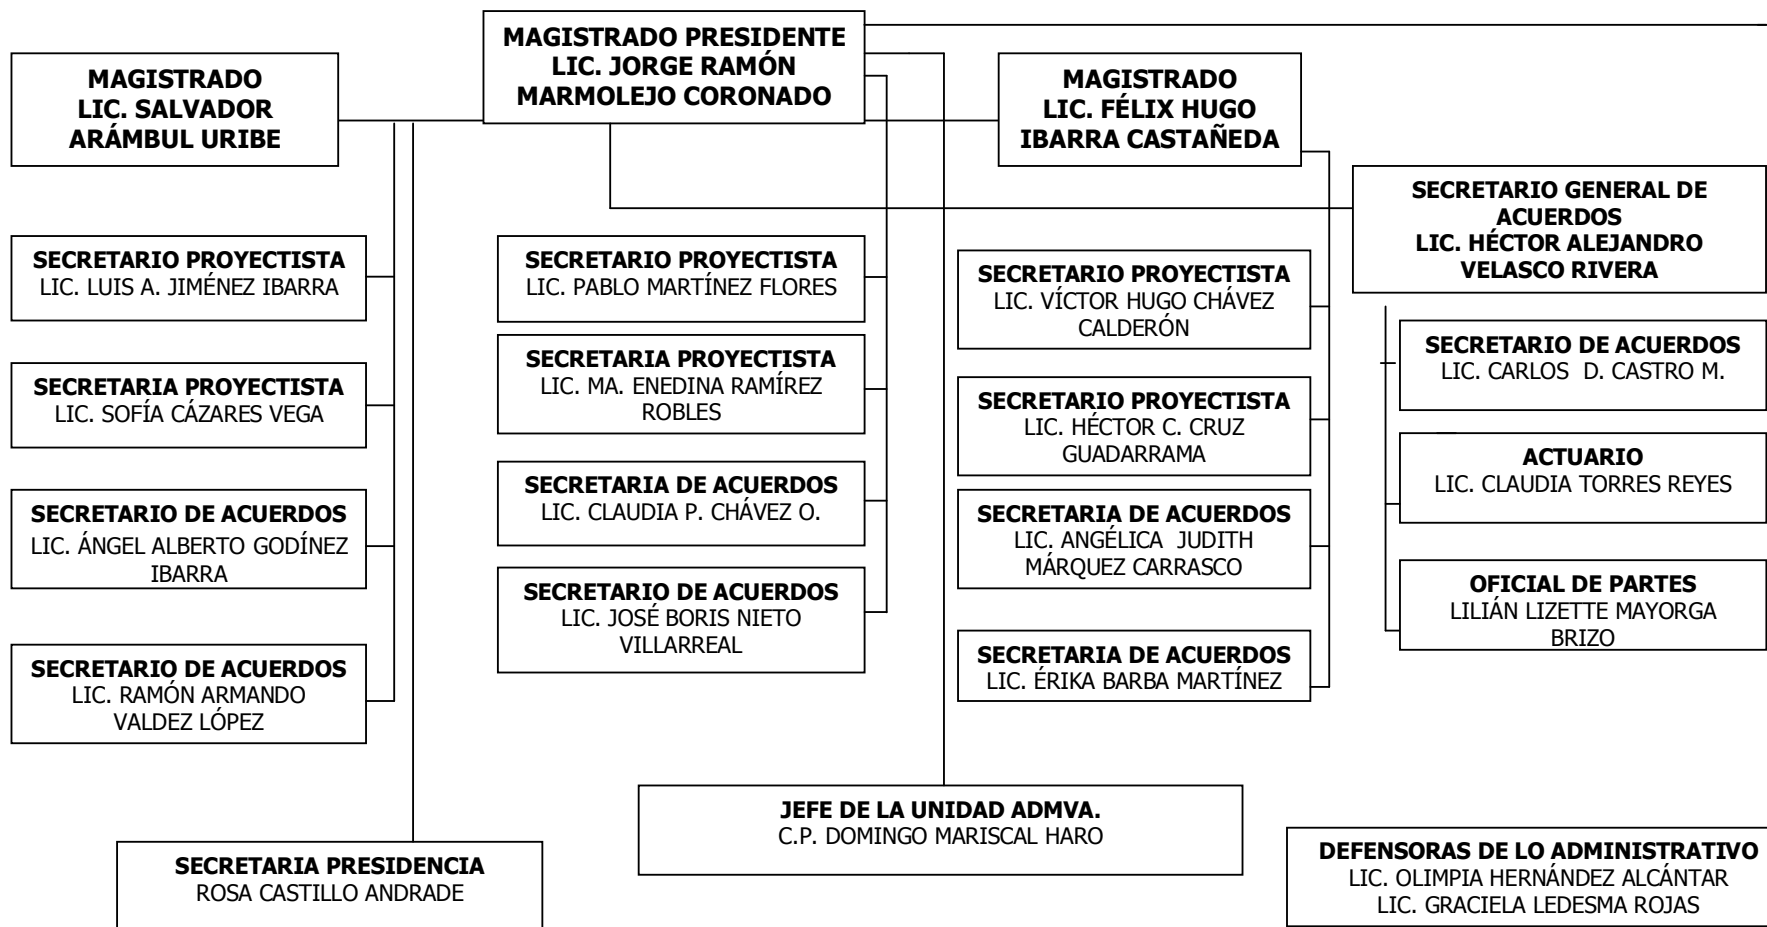 MAGISTRADO PRESIDENTE
LIC. JORGE RAMÓN
MARMOLEJO CORONADO
MAGISTRADO
LIC. SALVADOR
ARÁMBUL URIBE
MAGISTRADO
LIC. FÉLIX HUGO
IBARRA CASTAÑEDA
SECRETARIO GENERAL DE
ACUERDOS
LIC. HÉCTOR ALEJANDRO
VELASCO RIVERA
SECRETARIO PROYECTISTA
LIC. LUIS A. JIMÉNEZ IBARRA
SECRETARIA PROYECTISTA
LIC. SOFÍA CÁZARES VEGA
SECRETARIO DE ACUERDOS
LIC. ÁNGEL ALBERTO GODÍNEZ
IBARRA
SECRETARIO DE ACUERDOS
LIC. RAMÓN ARMANDO
VALDEZ LÓPEZ
SECRETARIO PROYECTISTA
LIC. PABLO MARTÍNEZ FLORES
SECRETARIA PROYECTISTA
LIC. MA. ENEDINA RAMÍREZ
ROBLES
SECRETARIA DE ACUERDOS
LIC. CLAUDIA P. CHÁVEZ O.
SECRETARIO DE ACUERDOS
LIC. JOSÉ BORIS NIETO
VILLARREAL
SECRETARIO PROYECTISTA
LIC. VÍCTOR HUGO CHÁVEZ
CALDERÓN
SECRETARIO PROYECTISTA
LIC. HÉCTOR C. CRUZ
GUADARRAMA
SECRETARIA DE ACUERDOS
LIC. ANGÉLICA JUDITH
MÁRQUEZ CARRASCO
SECRETARIA DE ACUERDOS
LIC. ÉRIKA BARBA MARTÍNEZ
SECRETARIO DE ACUERDOS
LIC. CARLOS D. CASTRO M.
ACTUARIO
LIC. CLAUDIA TORRES REYES
OFICIAL DE PARTES
LILIÁN LIZETTE MAYORGA
BRIZO
JEFE DE LA UNIDAD ADMVA.
C.P. DOMINGO MARISCAL HARO
SECRETARIA PRESIDENCIA
ROSA CASTILLO ANDRADE
DEFENSORAS DE LO ADMINISTRATIVO
LIC. OLIMPIA HERNÁNDEZ ALCÁNTAR
LIC. GRACIELA LEDESMA ROJAS